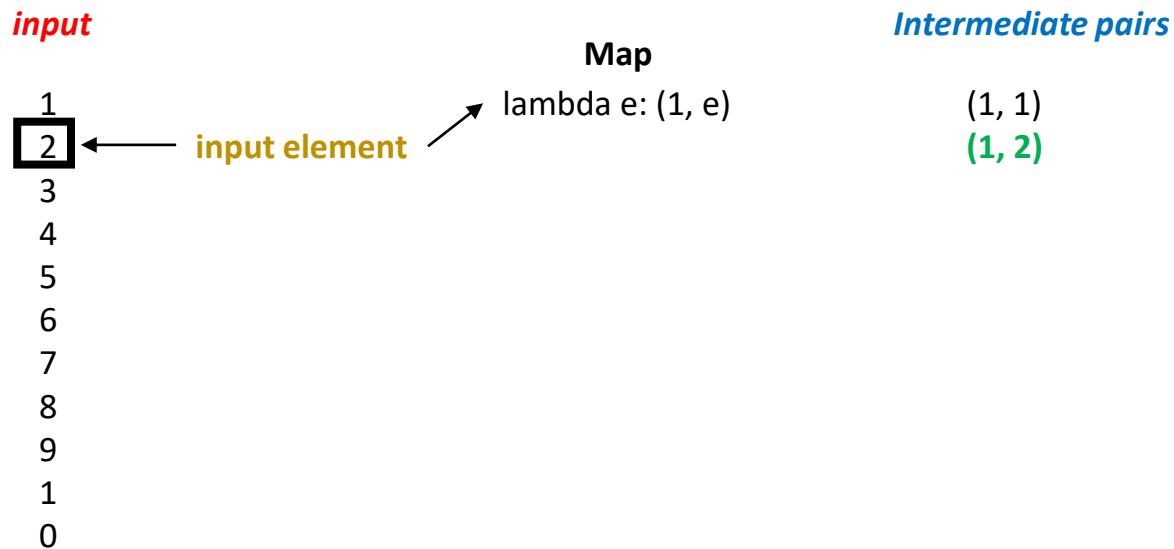 input
Intermediate pairs
Map
1
lambda e: (1, e)
(1, 1)
2
input element
(1, 2)
3
4
5
6
7
8
9
1
0